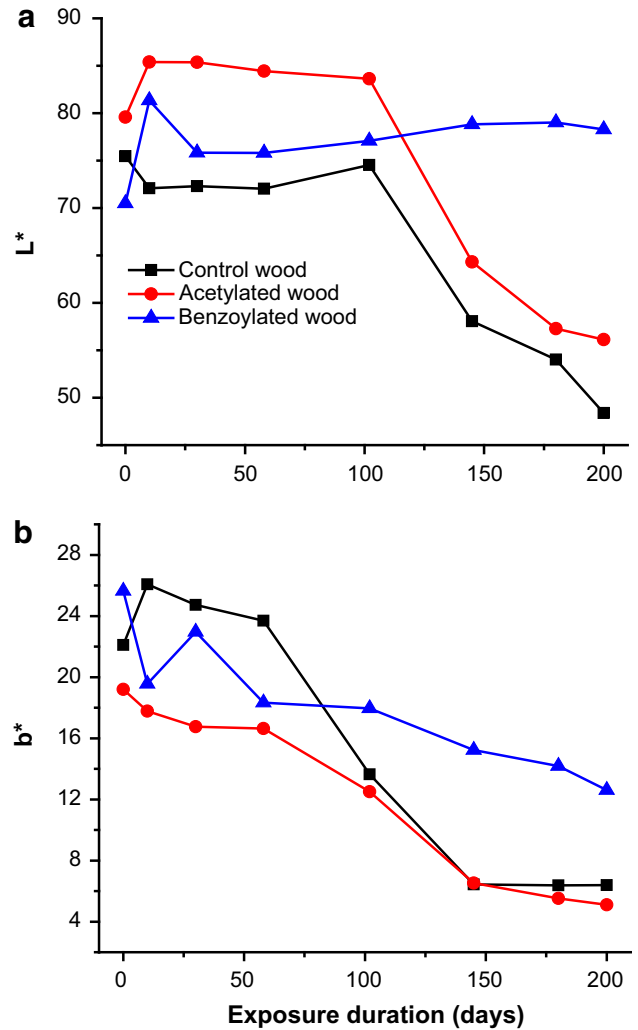 a
90
80
70
60
50
L*
Control wood
Acetylated wood
Benzoylated wood
0 50 100 150 200
b
28
24
20
16
12
8
4
b*
0 50 100 150 200
Exposure duration (days)